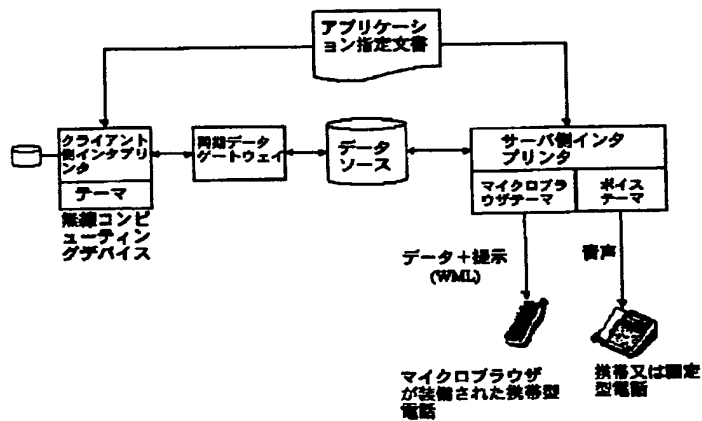 アプリケーシ
ョン指定文書
クライアント
側インタプリ
ンタ
テーマ
無線コンピ
ューティン
グデバイス
同期データ
ゲートウェイ
データ
ソース
サーバ側インタ
プリンタ
マイクロブラ
ウザテーマ
ボイス
テーマ
データ+提示
(WML)
音声
マイクロブラウザ
が装備された携帯型
電話
携帯又は固定
型電話